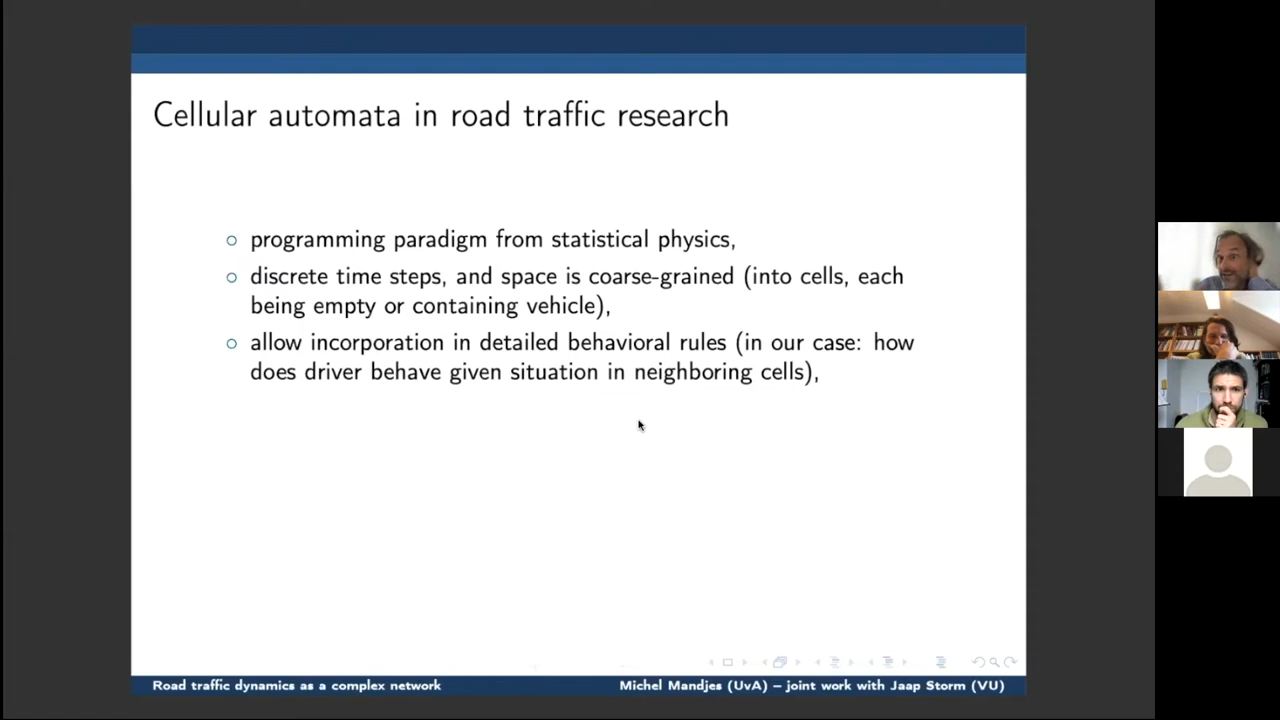 Cellular automata in road traffic research
programming paradigm from statistical physics,
discrete time steps, and space is coarse-grained (into cells, each
being empty or containing vehicle),
allow incorporation in detailed behavioral rules (in our case: how
does driver behave given situation in neighboring cells),
Road traffic dynamics as a complex network
Michel Mandjes (UvA) – joint work with Jaap Storm (VU)